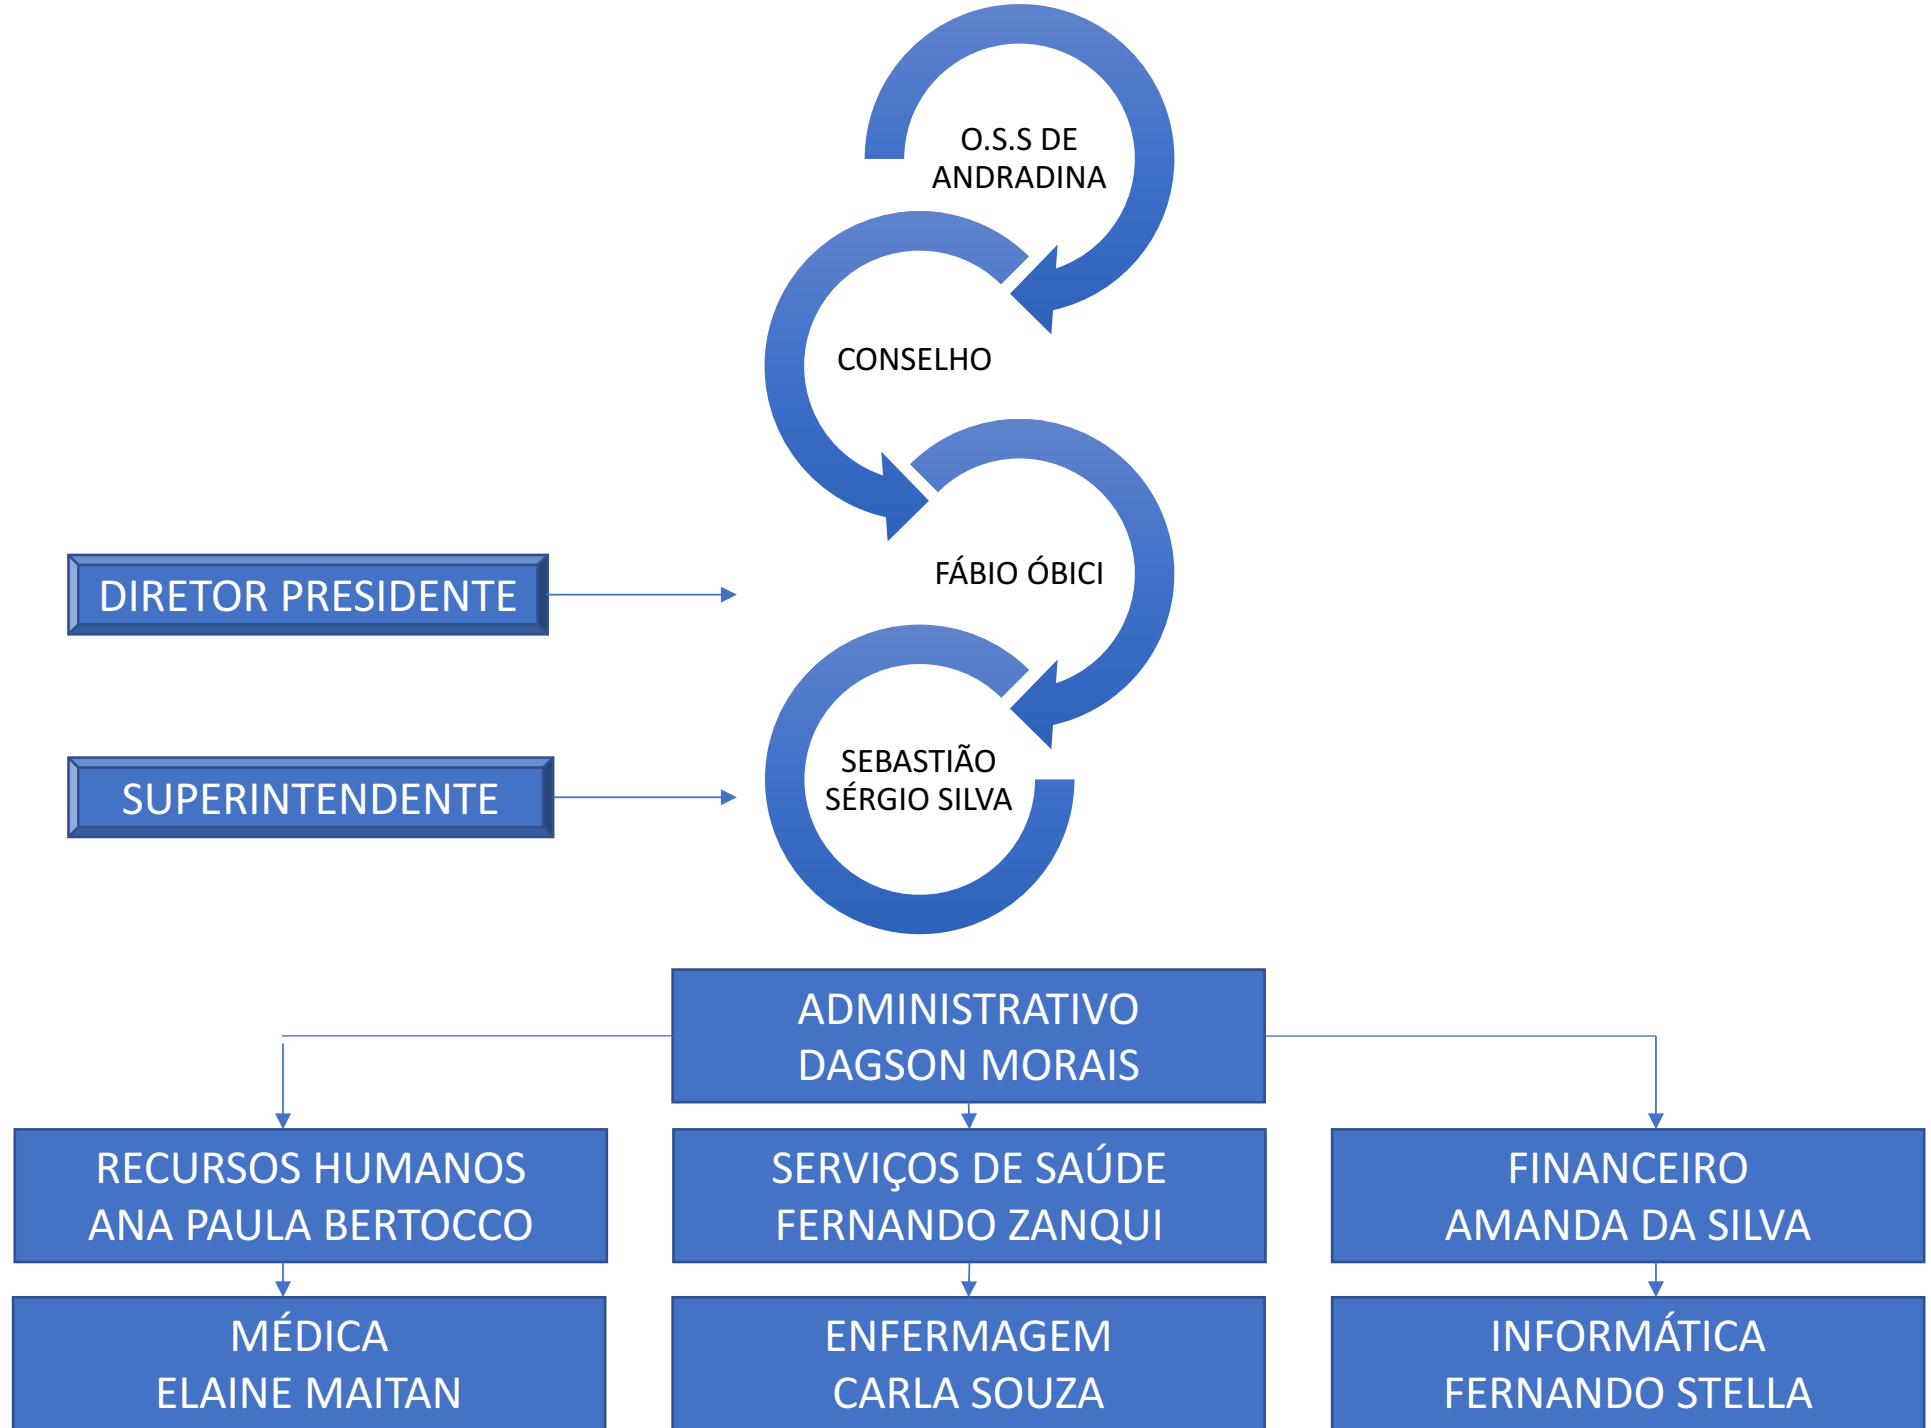 O.S.S DE
ANDRADINA
CONSELHO
DIRETOR PRESIDENTE
FÁBIO ÓBICI
SUPERINTENDENTE
SEBASTIÃO
SÉRGIO SILVA
ADMINISTRATIVO
DAGSON MORAIS
RECURSOS HUMANOS
ANA PAULA BERTOCCO
SERVIÇOS DE SAÚDE
FERNANDO ZANQUI
FINANCEIRO
AMANDA DA SILVA
MÉDICA
ELAINE MAITAN
ENFERMAGEM
CARLA SOUZA
INFORMÁTICA
FERNANDO STELLA